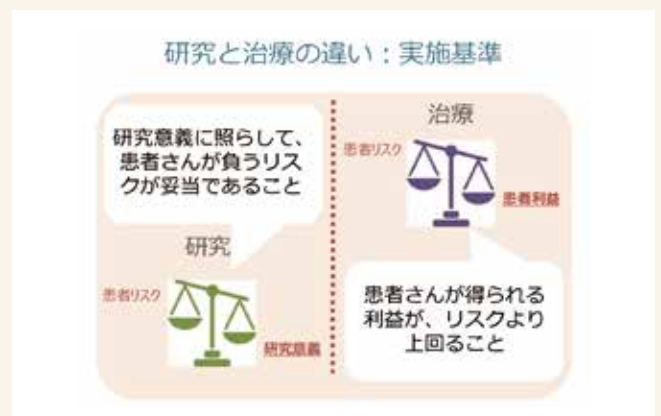 研究と治療の違い：実施基準
研究意義に照らして、
患者さんが負うリス
クが妥当であること
研究
患者リスク
研究意義
治療
患者リスク
患者利益
患者さんが得られる
利益が、リスクより
上回ること